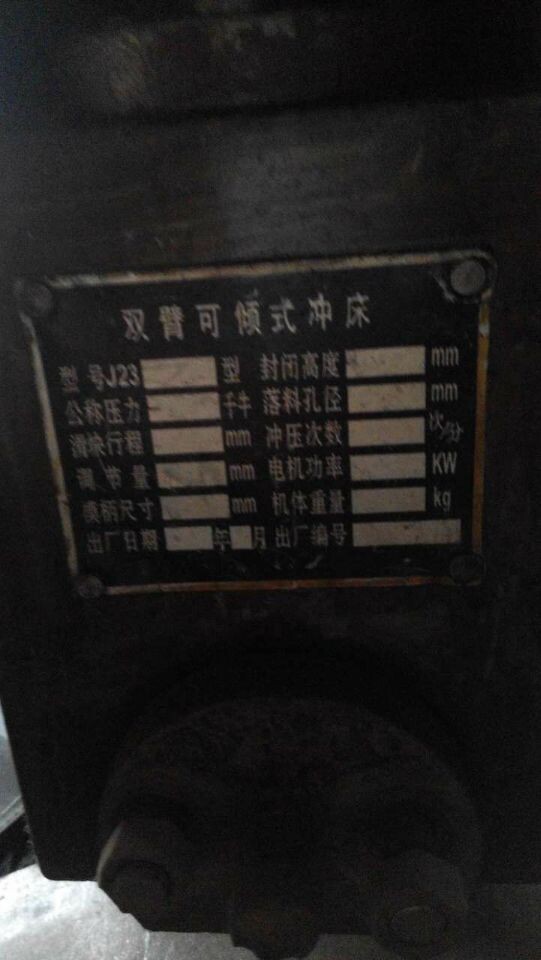 双臂可倾式冲床
型号J23 型 封闭高度 mm
公称压力 千牛 落料孔径 mm
滑块行程 mm 冲压次数 次/分
调节量 mm 电机功率 KW
模柄尺寸 mm 机体重量 kg
出厂日期 年 月 出厂编号